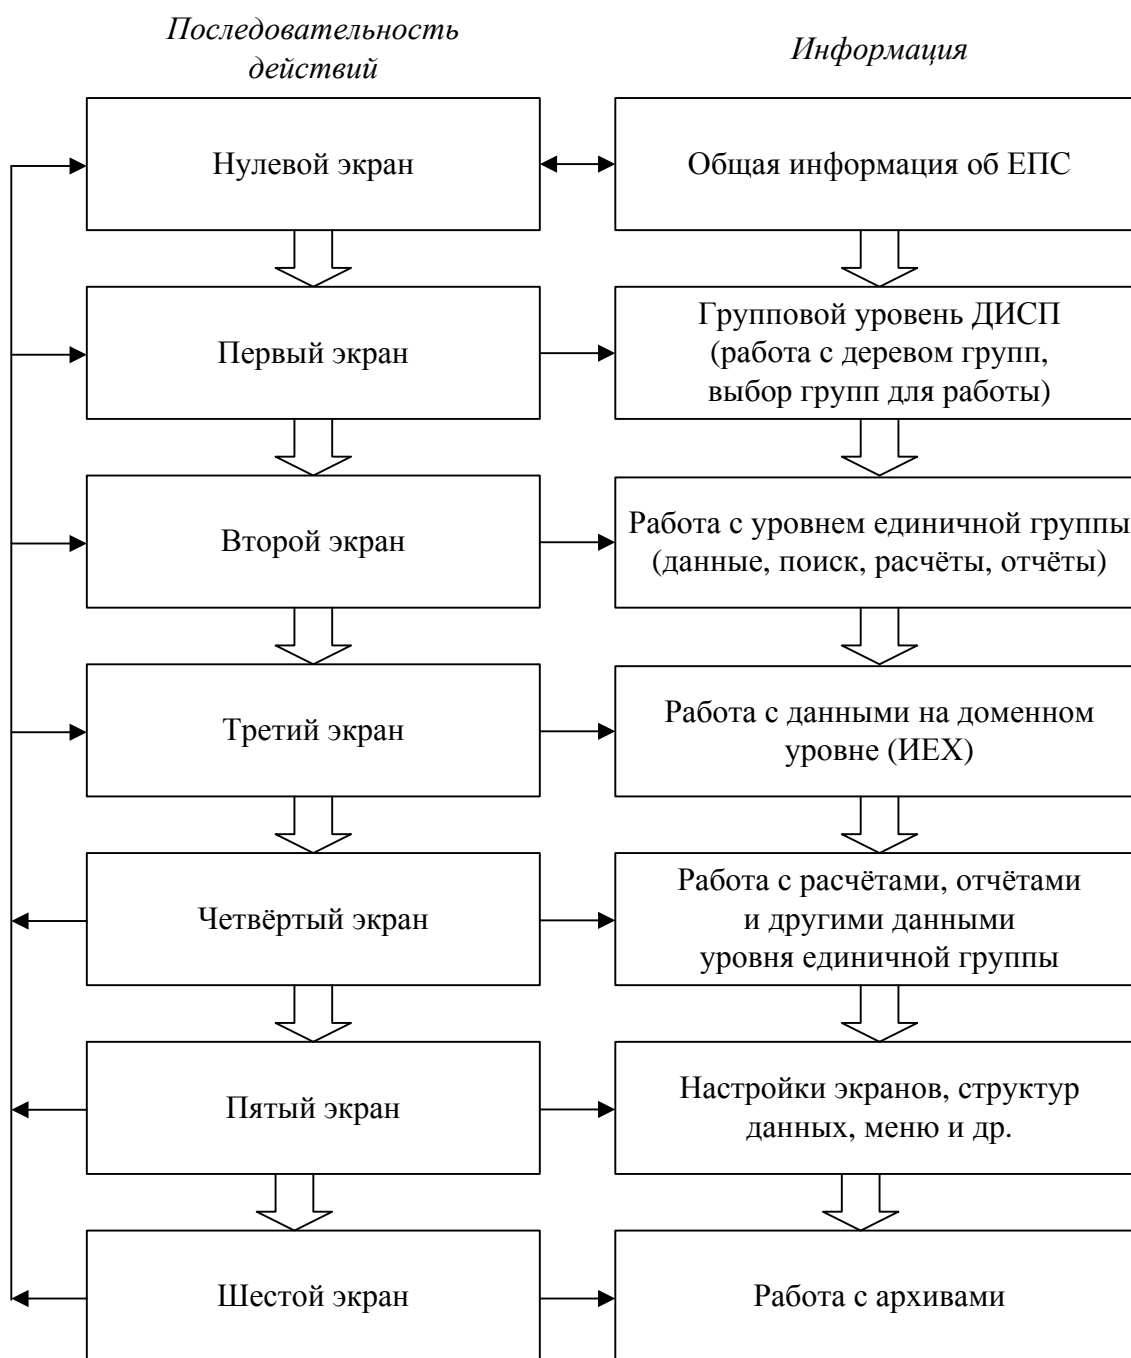 Последовательность
действий
Информация
Нулевой экран
Общая информация об ЕПС
Первый экран
Групповой уровень ДИСП
(работа с деревом групп,
выбор групп для работы)
Второй экран
Работа с уровнем единичной группы
(данные, поиск, расчёты, отчёты)
Третий экран
Работа с данными на доменном
уровне (ИЕХ)
Четвёртый экран
Работа с расчётами, отчётами
и другими данными
уровня единичной группы
Пятый экран
Настройки экранов, структур
данных, меню и др.
Шестой экран
Работа с архивами